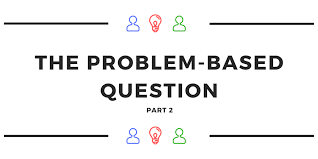 THE PROBLEM-BASED
QUESTION
PART 2